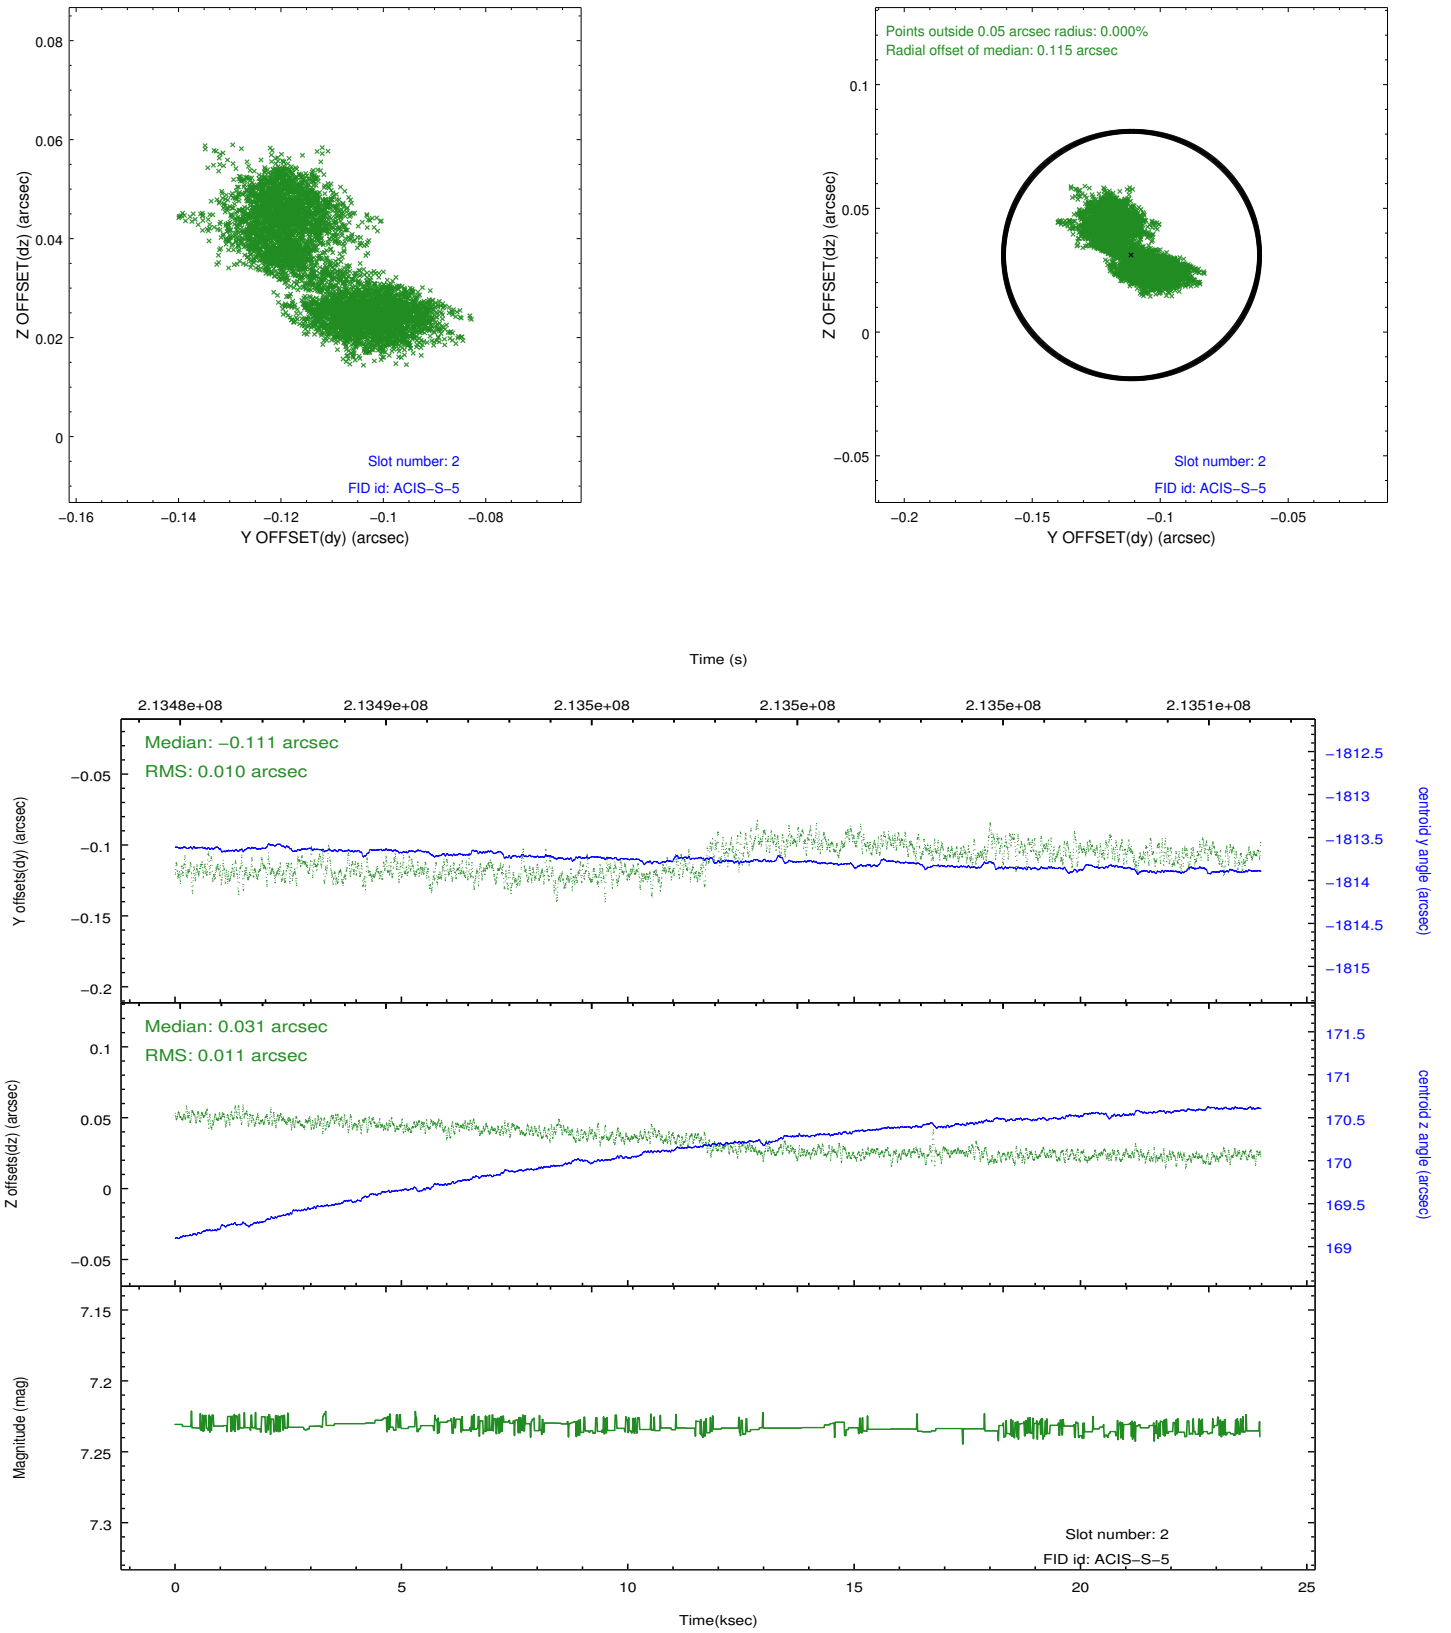 0.08
0.06
0.04
0.02
0
Z OFFSET(dz) (arcsec)
Slot number: 2
FID id: ACIS−S−5
−0.16 −0.14 −0.12 −0.1 −0.08
Y OFFSET(dy) (arcsec)
Points outside 0.05 arcsec radius: 0.000%
Radial offset of median: 0.115 arcsec
0.1
0.05
0
−0.05
Z OFFSET(dz) (arcsec)
Slot number: 2
FID id: ACIS−S−5
−0.2 −0.15 −0.1 −0.05
Y OFFSET(dy) (arcsec)
Time (s)
2.1348e+08 2.1349e+08 2.135e+08 2.135e+08 2.135e+08 2.1351e+08
Median: −0.111 arcsec
RMS: 0.010 arcsec
−0.05
−0.1
−0.15
−0.2
Y offsets(dy) (arcsec)
−1812.5
−1813
−1813.5
−1814
−1814.5
−1815
centroid y angle (arcsec)
Median: 0.031 arcsec
RMS: 0.011 arcsec
0.1
0.05
0
−0.05
Z offsets(dz) (arcsec)
171.5
171
170.5
170
169.5
169
centroid z angle (arcsec)
7.15
7.2
7.25
7.3
Magnitude (mag)
Slot number: 2
FID id: ACIS−S−5
0 5 10 15 20 25
Time(ksec)